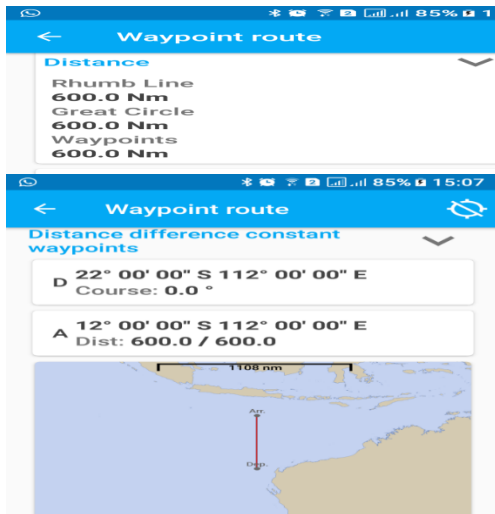 85% 1
Waypoint route
Distance
Rhumb Line
600.0 Nm
Great Circle
600.0 Nm
Waypoints
600.0 Nm
2 85% 15:07
Waypoint route
Distance difference constant
waypoints
D 22° 00' 00" S 112° 00' 00" E
Course: 0.0 °
A 12° 00' 00" S 112° 00' 00" E
Dist: 600.0 / 600.0
1108 nm
Arr.
Dep.